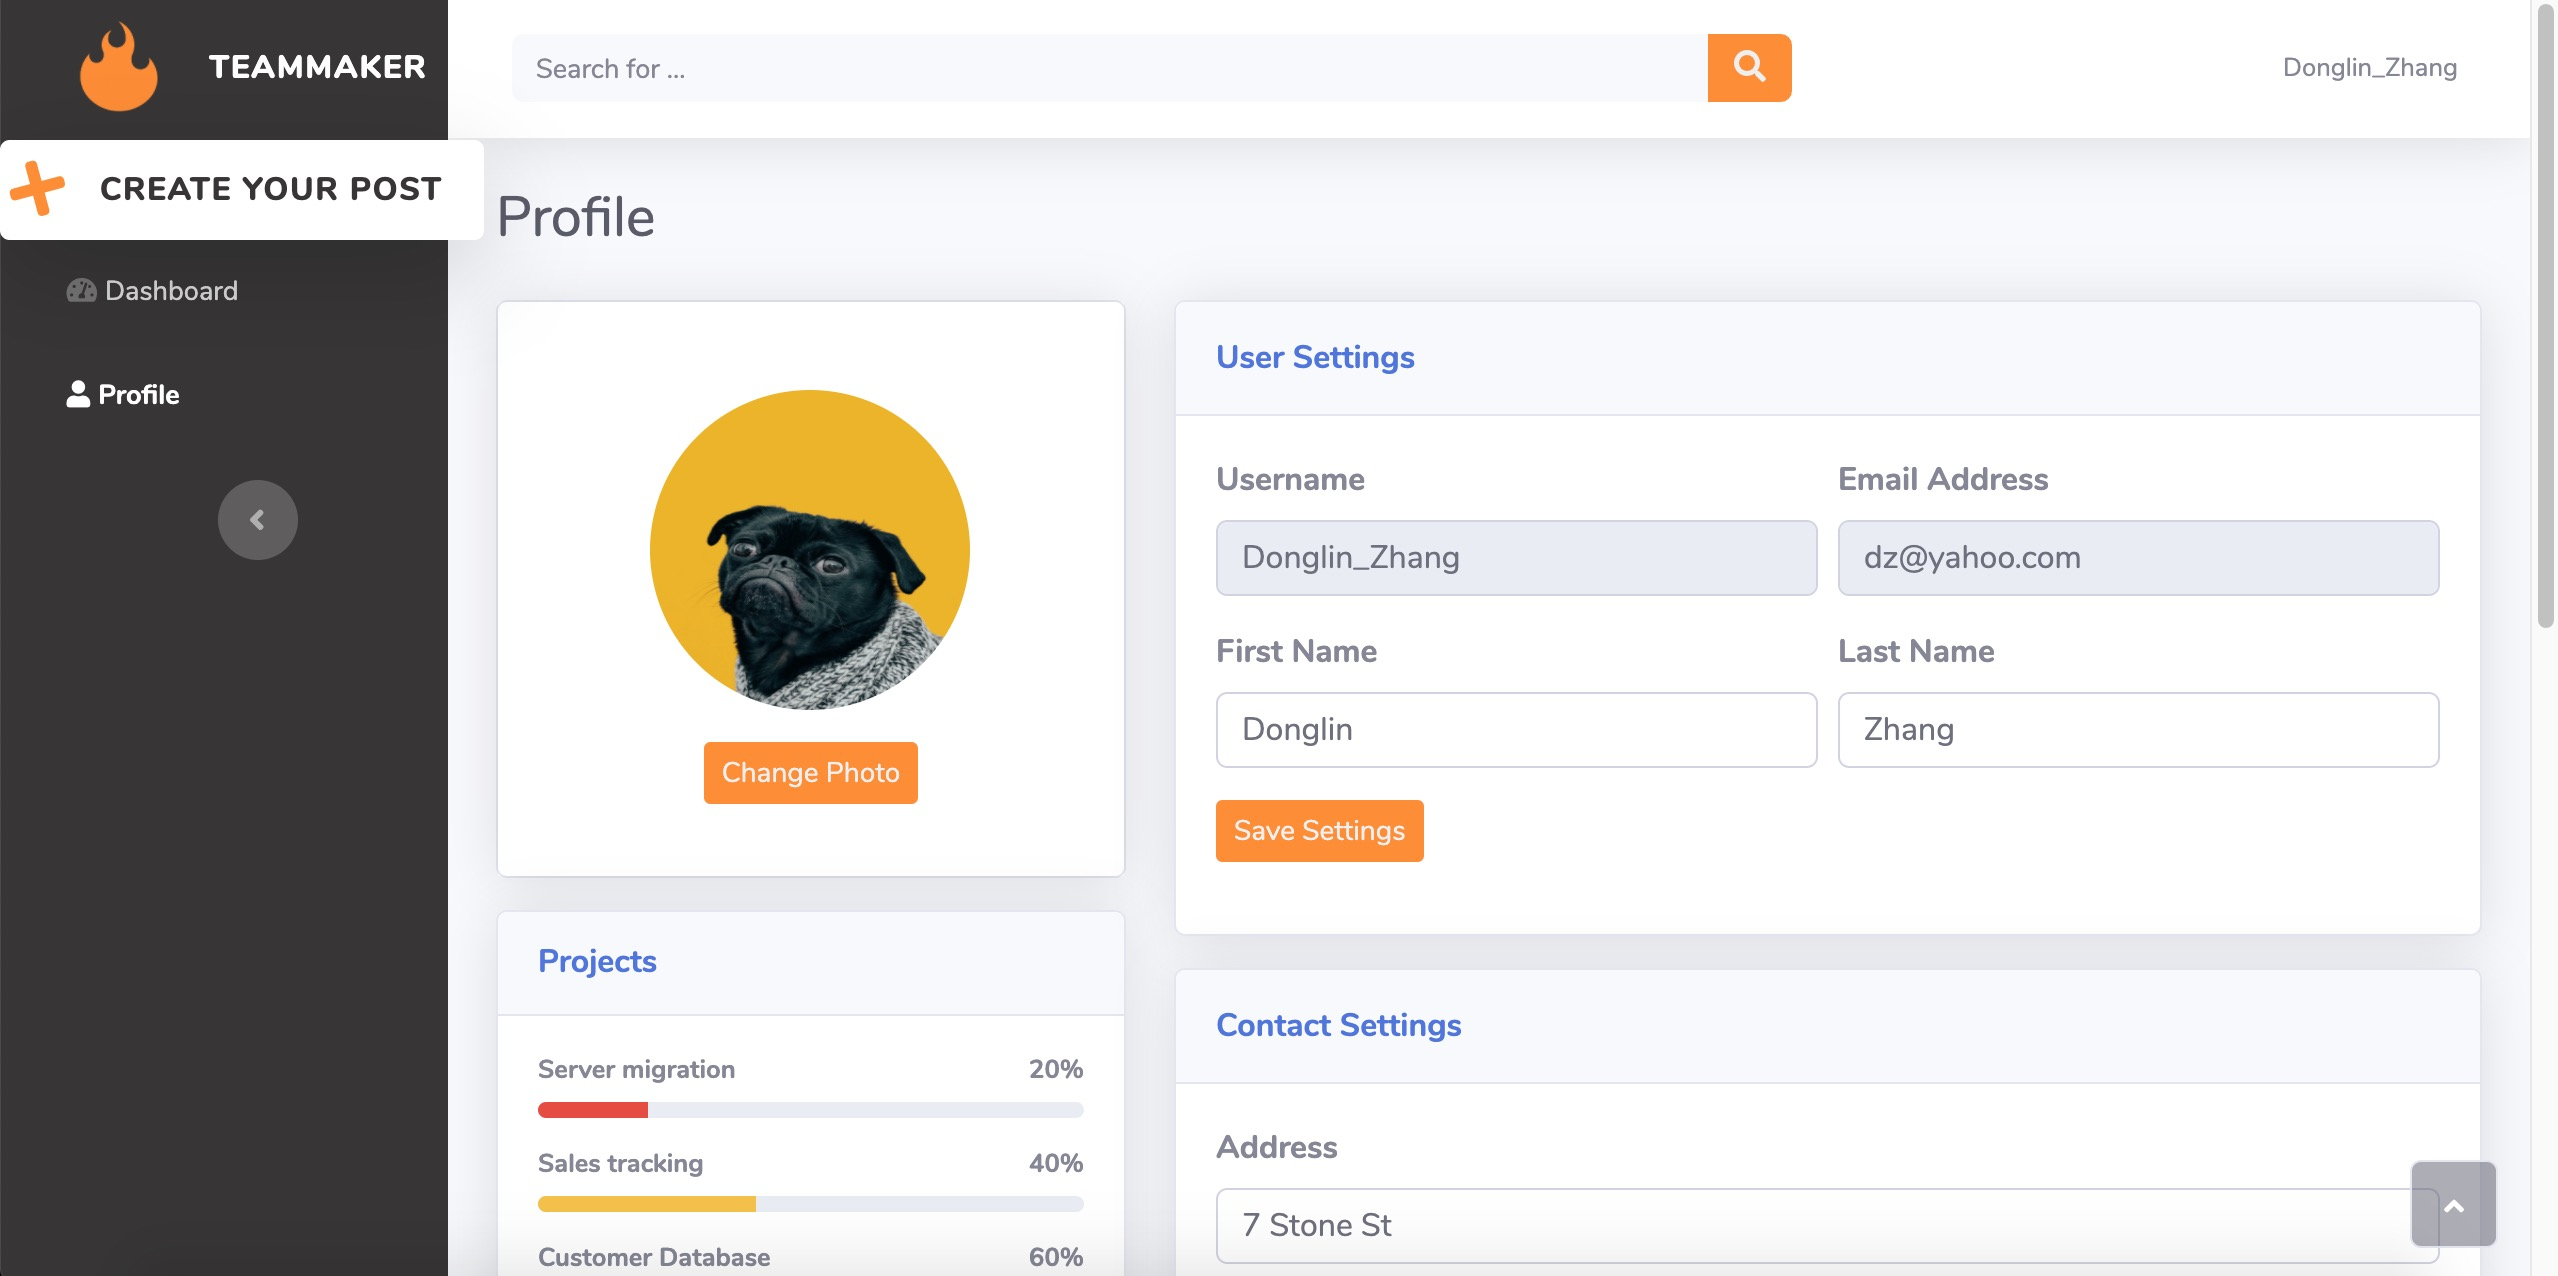 TEAMMAKER
Search for ...
Donglin_Zhang
CREATE YOUR POST
Dashboard
Profile
Profile
Change Photo
User Settings
Username
Email Address
Donglin_Zhang
dz@yahoo.com
First Name
Last Name
Donglin
Zhang
Save Settings
Projects
Server migration 20%
Sales tracking 40%
Customer Database 60%
Contact Settings
Address
7 Stone St